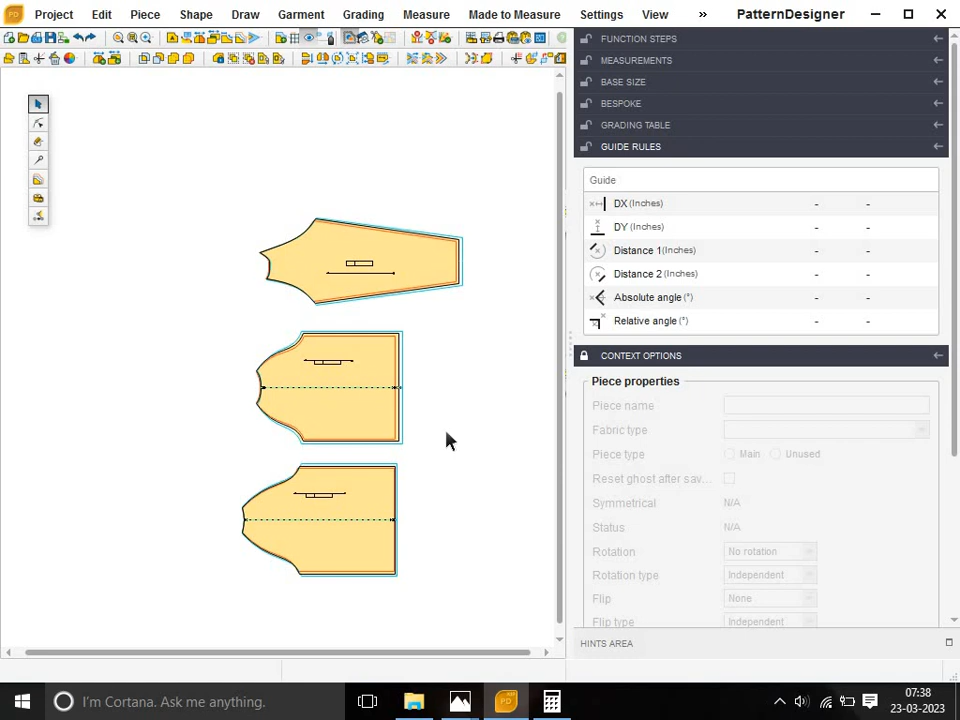 Project Edit Piece Shape Draw Garment Grading Measure Made to Measure Settings View » PatternDesigner
FUNCTION STEPS
MEASUREMENTS
BASE SIZE
BESPOKE
GRADING TABLE
GUIDE RULES
Guide
DX (Inches) - -
DY (Inches) - -
Distance 1(Inches) - -
Distance 2 (Inches) - -
Absolute angle (°) - -
Relative angle (°) - -
CONTEXT OPTIONS
Piece properties
Piece name
Fabric type
Piece type Main Unused
Reset ghost after sav...
Symmetrical N/A
Status N/A
Rotation No rotation
Rotation type Independent
Flip None
Flip type Independent
HINTS AREA
I'm Cortana. Ask me anything.
PD
07:38
23-03-2023